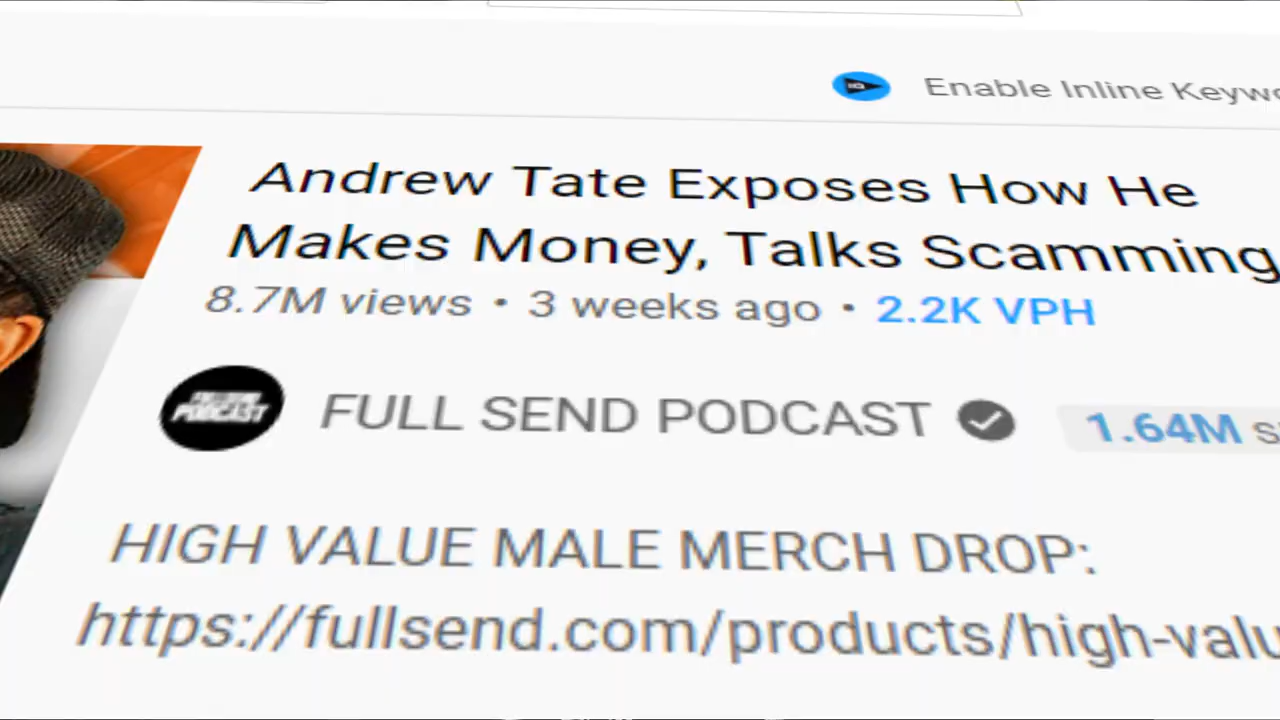 Enable Inline
Andrew Tate Exposes How He
Makes Money, Talks Scamming
8.7M views • 3 weeks ago • 2.2K VPH
PODCAST
FULL SEND PODCAST
1.64M
HIGH VALUE MALE MERCH DROP:
https://fullsend.com/products/high-valu